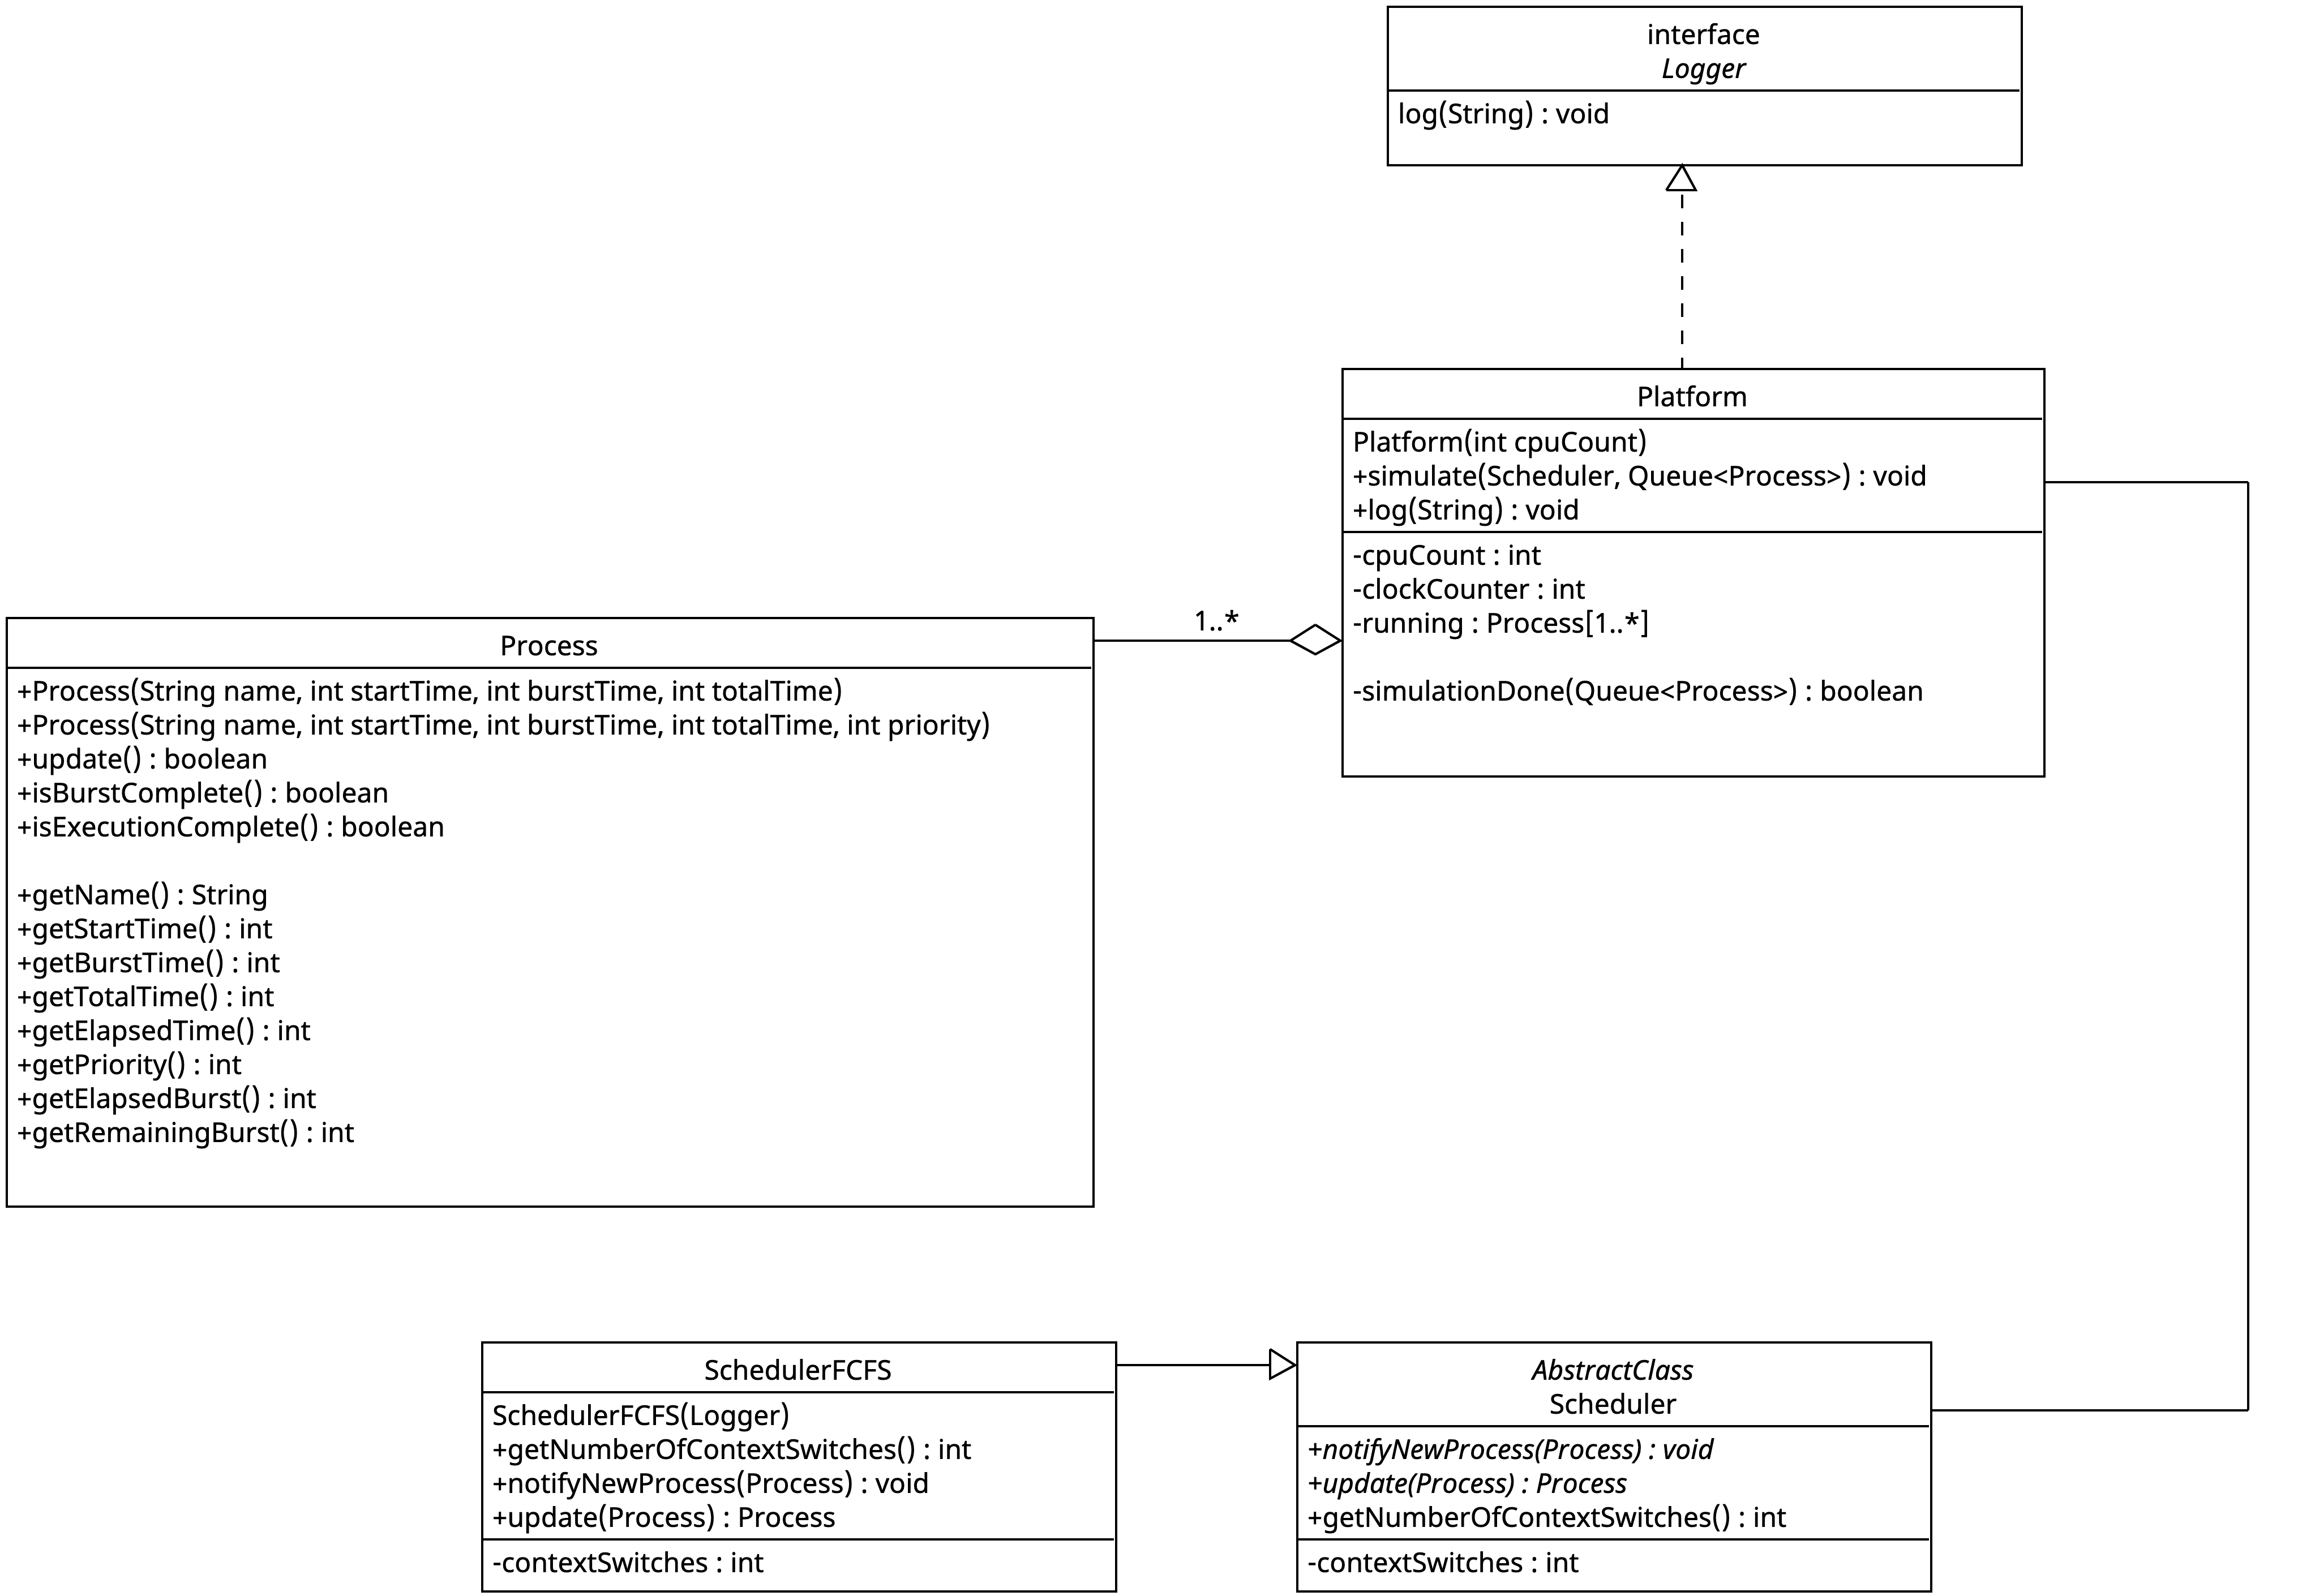 interface
Logger
log(String) : void
Platform
Platform(int cpuCount)
+simulate(Scheduler, Queue<Process>) : void
+log(String) : void
-cpuCount : int
-clockCounter : int
-running : Process[1..*]
-simulationDone(Queue<Process>) : boolean
1..*
Process
+Process(String name, int startTime, int burstTime, int totalTime)
+Process(String name, int startTime, int burstTime, int totalTime, int priority)
+update() : boolean
+isBurstComplete() : boolean
+isExecutionComplete() : boolean
+getName() : String
+getStartTime() : int
+getBurstTime() : int
+getTotalTime() : int
+getElapsedTime() : int
+getPriority() : int
+getElapsedBurst() : int
+getRemainingBurst() : int
SchedulerFCFS
SchedulerFCFS(Logger)
+getNumberOfContextSwitches() : int
+notifyNewProcess(Process) : void
+update(Process) : Process
-contextSwitches : int
AbstractClass
Scheduler
+notifyNewProcess(Process) : void
+update(Process) : Process
+getNumberOfContextSwitches() : int
-contextSwitches : int